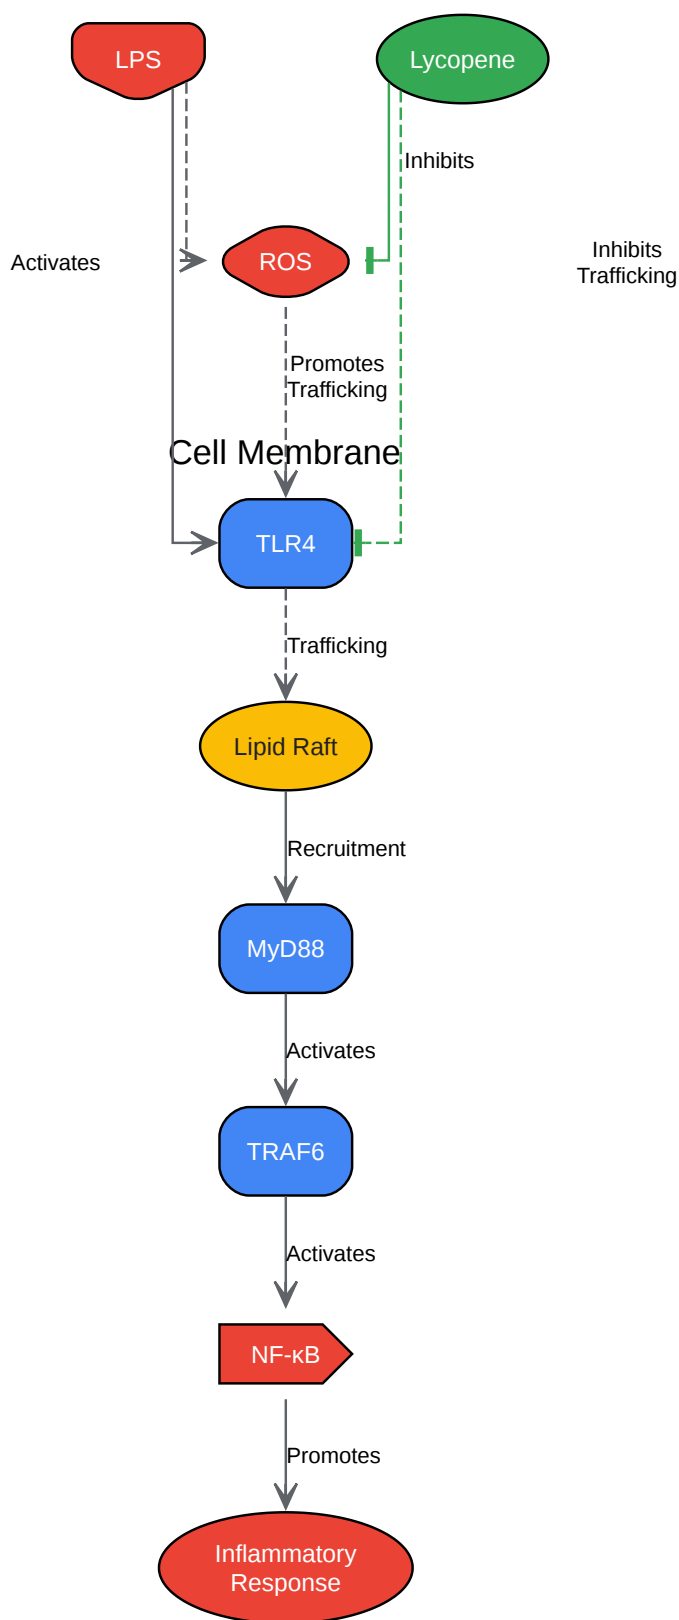 LPS
Lycopene
Inhibits
Activates
ROS
Inhibits
Trafficking
Promotes
Trafficking
Cell Membrane
TLR4
Trafficking
Lipid Raft
Recruitment
MyD88
Activates
TRAF6
Activates
NF-κB
Promotes
Inflammatory
Response